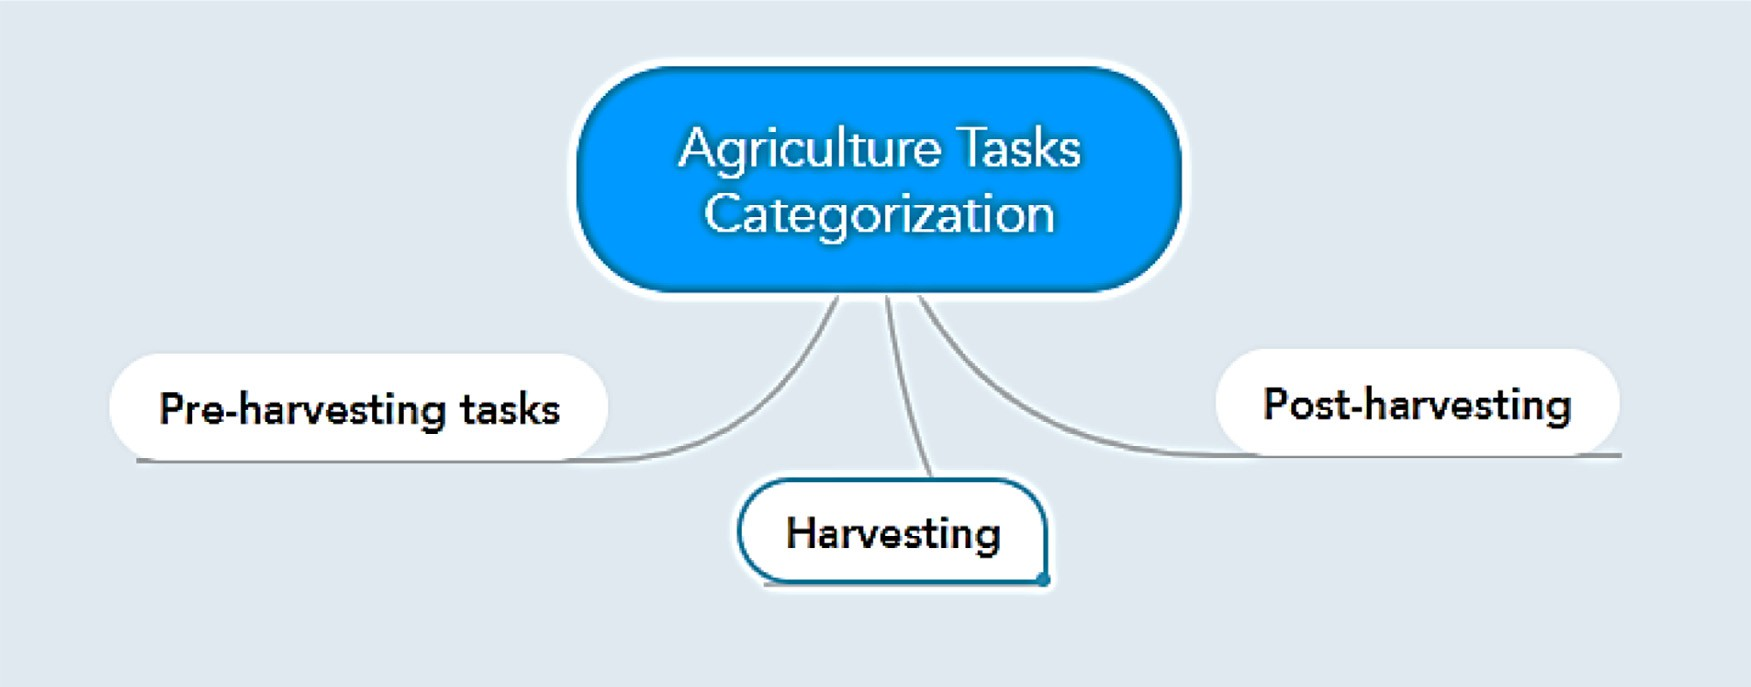 Agriculture Tasks
Categorization
Pre-harvesting tasks
Harvesting
Post-harvesting